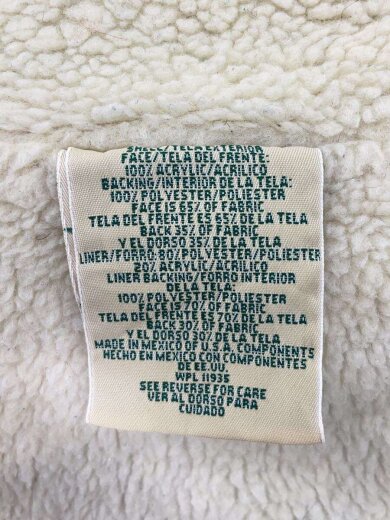 FACE/TELA DEL FRENTE:
100% ACRYLIC/ACRILICO
BACKING/INTERIOR DE LA TELA:
100% POLYESTER/POLIESTER
FACE IS 65% OF FABRIC
TELA DEL FRENTE ES 65% DE LA TELA
BACK 35% OF FABRIC
Y EL DORSO 35% DE LA TELA
LINER/FORRO: 80% POLYESTER/POLIESTER
20% ACRYLIC/ACRILICO
LINER BACKING/FORRO INTERIOR
DE LA TELA:
100% POLYESTER/POLIESTER
FACE IS 70% OF FABRIC
TELA DEL FRENTE ES 70% DE LA TELA
BACK 30% OF FABRIC
Y EL DORSO 30% DE LA TELA
MADE IN MEXICO OF U.S.A. COMPONENTS
HECHO EN MEXICO CON COMPONENTES
DE EE.UU.
WPL 11935
SEE REVERSE FOR CARE
VER AL DORSO PARA
CUIDADO